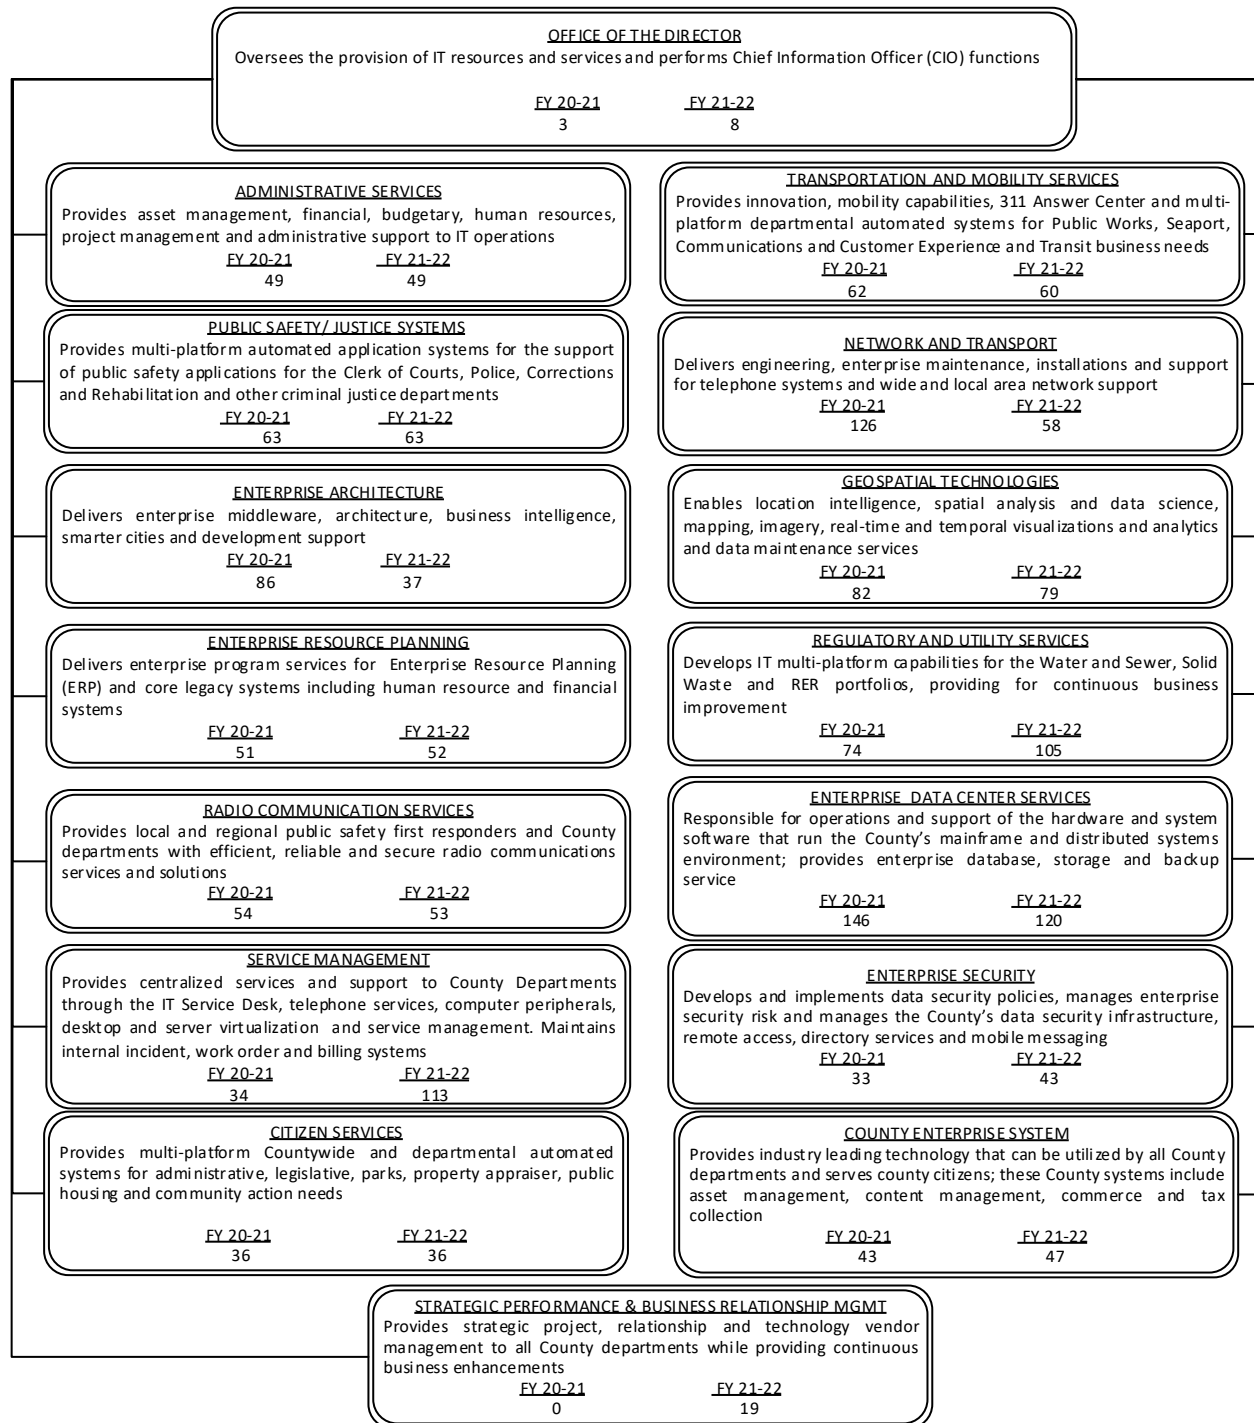 OFFICE OF THE DIRECTOR
Oversees the provision of IT resources and services and performs Chief Information Officer (CIO) functions
FY 20-21 FY 21-22
3 8
ADMINISTRATIVE SERVICES
Provides asset management, financial, budgetary, human resources,
project management and administrative support to IT operations
FY 20-21 FY 21-22
49 49
TRANSPORTATION AND MOBILITY SERVICES
Provides innovation, mobility capabilities, 311 Answer Center and multi-
platform departmental automated systems for Public Works, Seaport,
Communications and Customer Experience and Transit business needs
FY 20-21 FY 21-22
62 60
PUBLIC SAFETY/ JUSTICE SYSTEMS
Provides multi-platform automated application systems for the support
of public safety applications for the Clerk of Courts, Police, Corrections
and Rehabilitation and other criminal justice departments
FY 20-21 FY 21-22
63 63
NETWORK AND TRANSPORT
Delivers engineering, enterprise maintenance, installations and support
for telephone systems and wide and local area network support
FY 20-21 FY 21-22
126 58
ENTERPRISE ARCHITECTURE
Delivers enterprise middleware, architecture, business intelligence,
smarter cities and development support
FY 20-21 FY 21-22
86 37
GEOSPATIAL TECHNOLOGIES
Enables location intelligence, spatial analysis and data science,
mapping, imagery, real-time and temporal visualizations and analytics
and data maintenance services
FY 20-21 FY 21-22
82 79
ENTERPRISE RESOURCE PLANNING
Delivers enterprise program services for Enterprise Resource Planning
(ERP) and core legacy systems including human resource and financial
systems
FY 20-21 FY 21-22
51 52
REGULATORY AND UTILITY SERVICES
Develops IT multi-platform capabilities for the Water and Sewer, Solid
Waste and RER portfolios, providing for continuous business
improvement
FY 20-21 FY 21-22
74 105
RADIO COMMUNICATION SERVICES
Provides local and regional public safety first responders and County
departments with efficient, reliable and secure radio communications
services and solutions
FY 20-21 FY 21-22
54 53
ENTERPRISE DATA CENTER SERVICES
Responsible for operations and support of the hardware and system
software that run the County's mainframe and distributed systems
environment; provides enterprise database, storage and backup
service
FY 20-21 FY 21-22
146 120
SERVICE MANAGEMENT
Provides centralized services and support to County Departments
through the IT Service Desk, telephone services, computer peripherals,
desktop and server virtualization and service management. Maintains
internal incident, work order and billing systems
FY 20-21 FY 21-22
34 113
ENTERPRISE SECURITY
Develops and implements data security policies, manages enterprise
security risk and manages the County's data security infrastructure,
remote access, directory services and mobile messaging
FY 20-21 FY 21-22
33 43
CITIZEN SERVICES
Provides multi-platform Countywide and departmental automated
systems for administrative, legislative, parks, property appraiser, public
housing and community action needs
FY 20-21 FY 21-22
36 36
COUNTY ENTERPRISE SYSTEM
Provides industry leading technology that can be utilized by all County
departments and serves county citizens; these County systems include
asset management, content management, commerce and tax
collection
FY 20-21 FY 21-22
43 47
STRATEGIC PERFORMANCE & BUSINESS RELATIONSHIP MGMT
Provides strategic project, relationship and technology vendor
management to all County departments while providing continuous
business enhancements
FY 20-21 FY 21-22
0 19